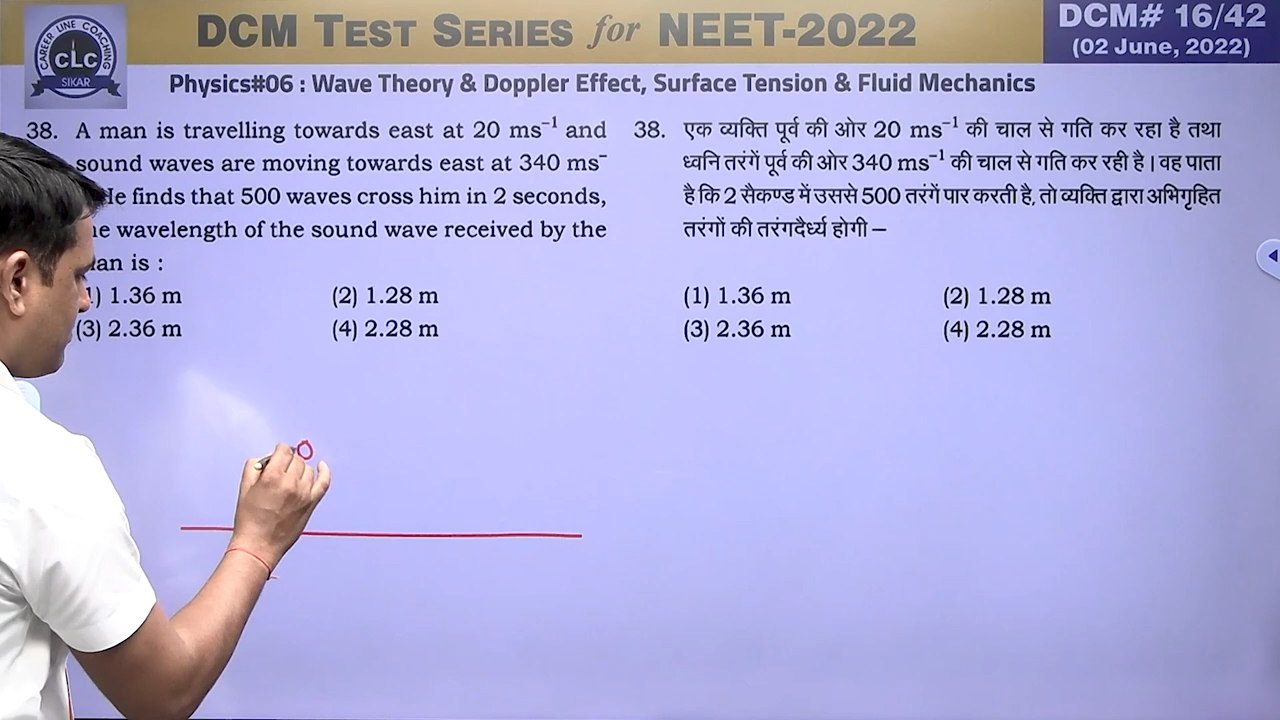 DCM TEST SERIES for NEET-2022
DCM# 16/42
(02 June, 2022)
CAREER LINE COACHING
CLC
SIKAR
Physics#06 : Wave Theory & Doppler Effect, Surface Tension & Fluid Mechanics
38. A man is travelling towards east at 20 ms⁻¹ and
sound waves are moving towards east at 340 ms⁻
finds that 500 waves cross him in 2 seconds,
wavelength of the sound wave received by the
is :
1) 1.36 m (2) 1.28 m
(3) 2.36 m (4) 2.28 m
38. एक व्यक्ति पूर्व की ओर 20 ms⁻¹ की चाल से गति कर रहा है तथा
ध्वनि तरंगें पूर्व की ओर 340 ms⁻¹ की चाल से गति कर रही है। वह पाता
है कि 2 सैकण्ड में उससे 500 तरंगें पार करती है, तो व्यक्ति द्वारा अभिगृहित
तरंगों की तरंगदैर्ध्य होगी –
(1) 1.36 m (2) 1.28 m
(3) 2.36 m (4) 2.28 m